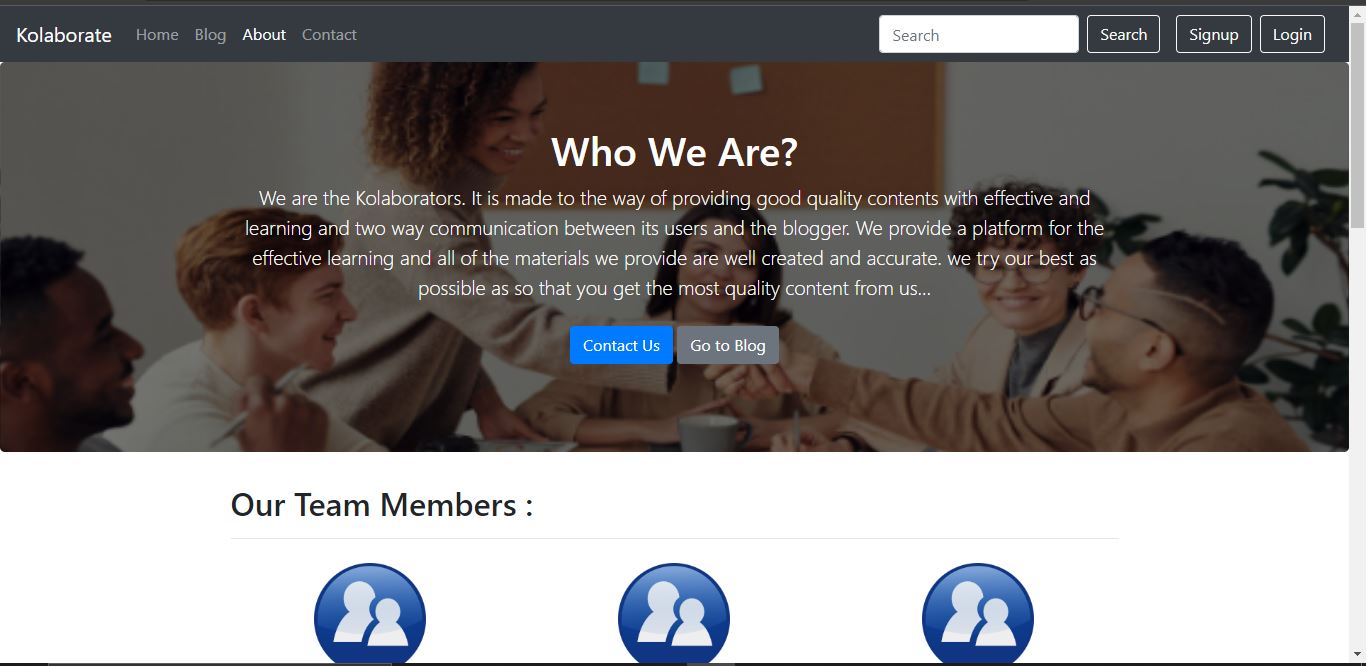 Kolaborate Home Blog About Contact Search Search Signup Login
Who We Are?
We are the Kolaborators. It is made to the way of providing good quality contents with effective and
learning and two way communication between its users and the blogger. We provide a platform for the
effective learning and all of the materials we provide are well created and accurate. we try our best as
possible as so that you get the most quality content from us...
Contact Us Go to Blog
Our Team Members :